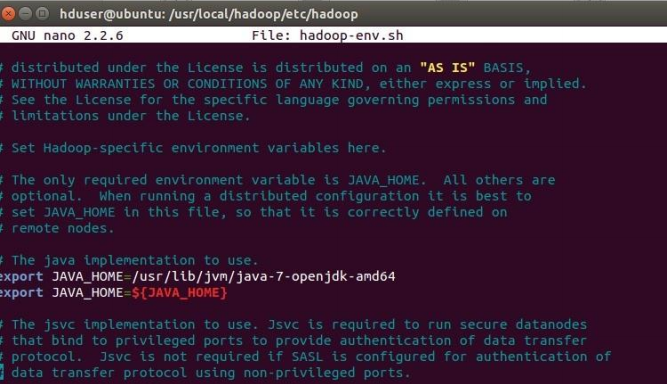 hduser@ubuntu: /usr/local/hadoop/etc/hadoop
GNU nano 2.2.6 File: hadoop-env.sh
# distributed under the License is distributed on an "AS IS" BASIS,
# WITHOUT WARRANTIES OR CONDITIONS OF ANY KIND, either express or implied.
# See the License for the specific language governing permissions and
# limitations under the License.
# Set Hadoop-specific environment variables here.
# The only required environment variable is JAVA_HOME.  All others are
# optional.  When running a distributed configuration it is best to
# set JAVA_HOME in this file, so that it is correctly defined on
# remote nodes.
# The java implementation to use.
export JAVA_HOME=/usr/lib/jvm/java-7-openjdk-amd64
export JAVA_HOME=${JAVA_HOME}
# The jsvc implementation to use. Jsvc is required to run secure datanodes
# that bind to privileged ports to provide authentication of data transfer
# protocol.  Jsvc is not required if SASL is configured for authentication of
# data transfer protocol using non-privileged ports.